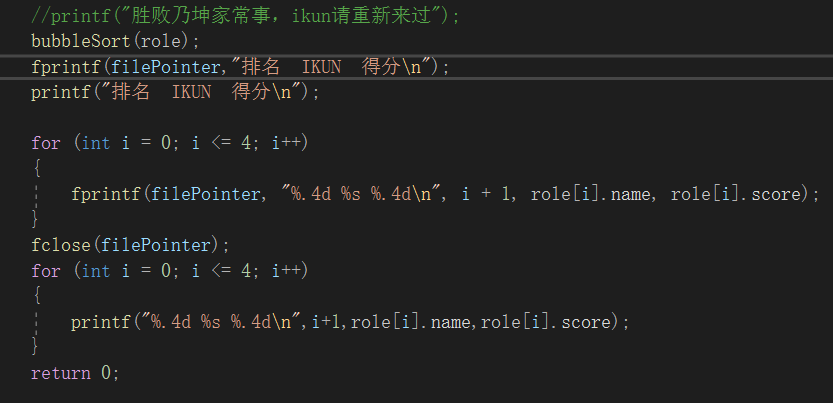 //printf("胜败乃坤家常事，ikun请重新来过");
bubbleSort(role);
fprintf(filePointer,"排名  IKUN  得分\n");
printf("排名  IKUN  得分\n");
for (int i = 0; i <= 4; i++)
{
fprintf(filePointer, "%.4d %s %.4d\n", i + 1, role[i].name, role[i].score);
}
fclose(filePointer);
for (int i = 0; i <= 4; i++)
{
printf("%.4d %s %.4d\n",i+1,role[i].name,role[i].score);
}
return 0;